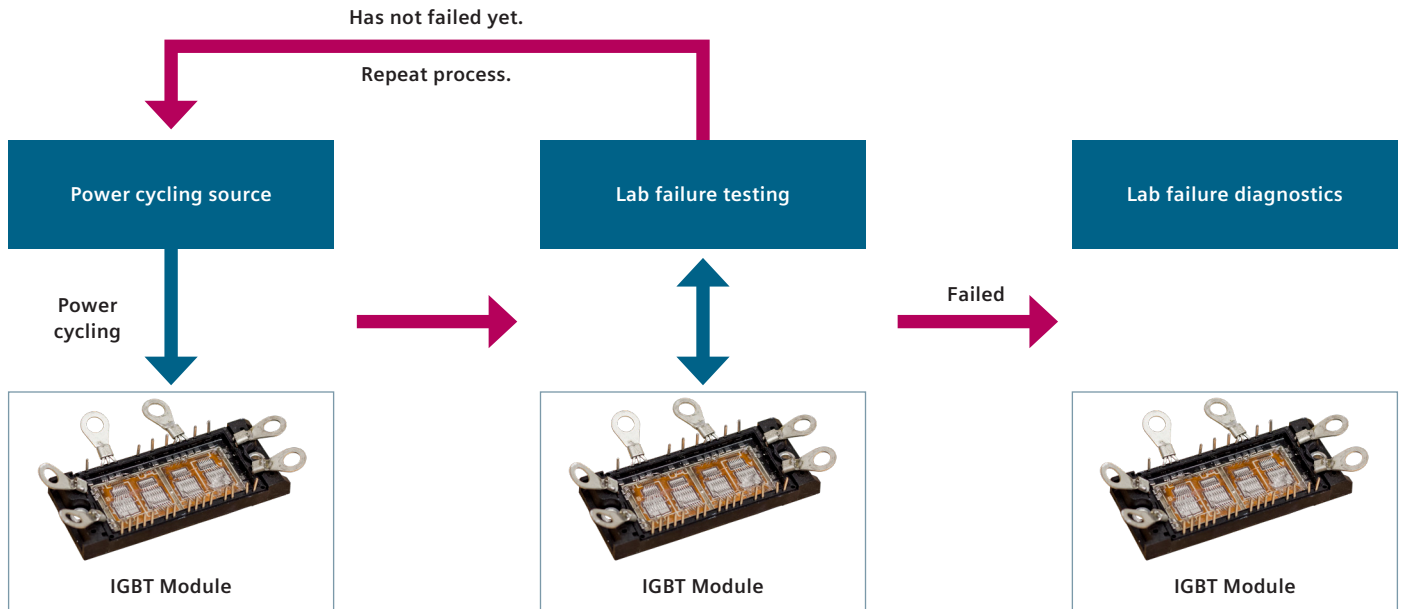 Has not failed yet.
Repeat process.
Power cycling source
Lab failure testing
Lab failure diagnostics
Power
cycling
Failed
IGBT Module
IGBT Module
IGBT Module